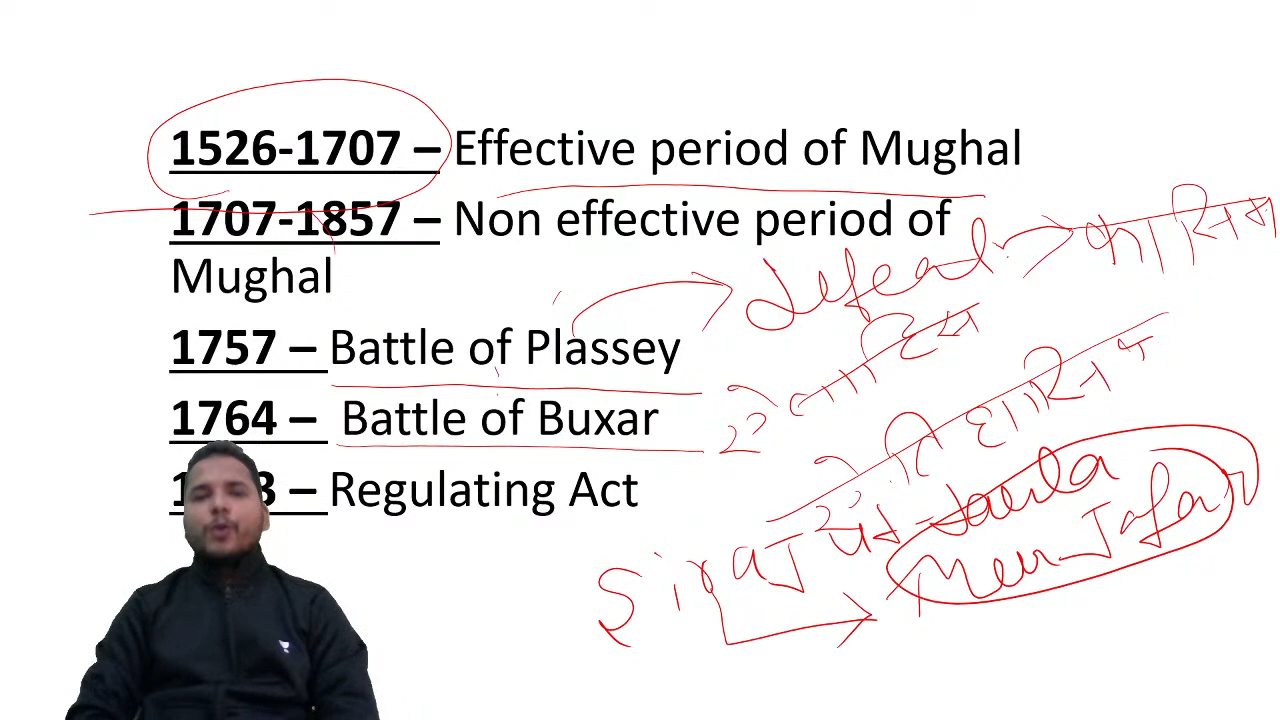 1526-1707 – Effective period of Mughal
1707-1857 – Non effective period of
Mughal
1757 – Battle of Plassey
1764 – Battle of Buxar
3 – Regulating Act
defeat
कासिम
Siraj
Jafar